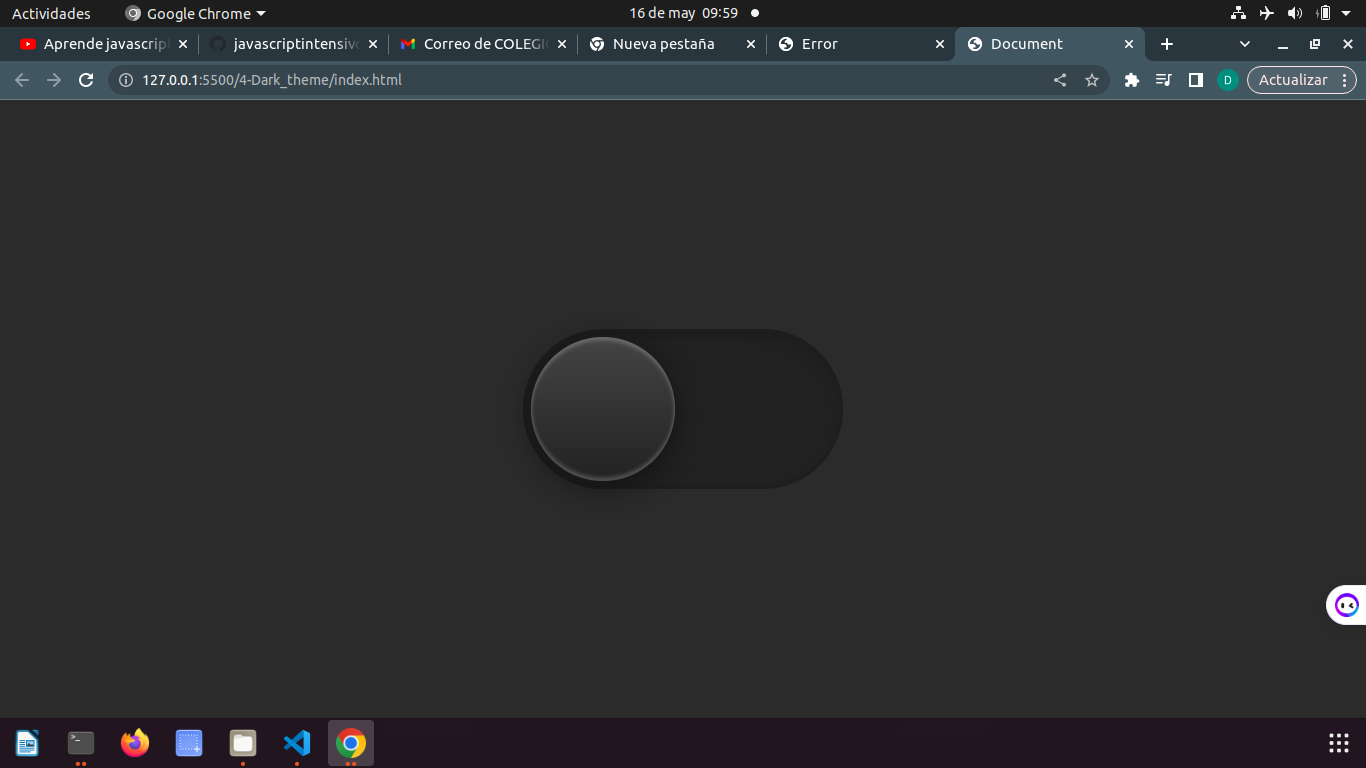 Actividades Google Chrome 16 de may 09:59
Aprende javascrip javascriptintensiv Correo de COLEGI Nueva pestaña Error Document
127.0.0.1:5500/4-Dark_theme/index.html D Actualizar